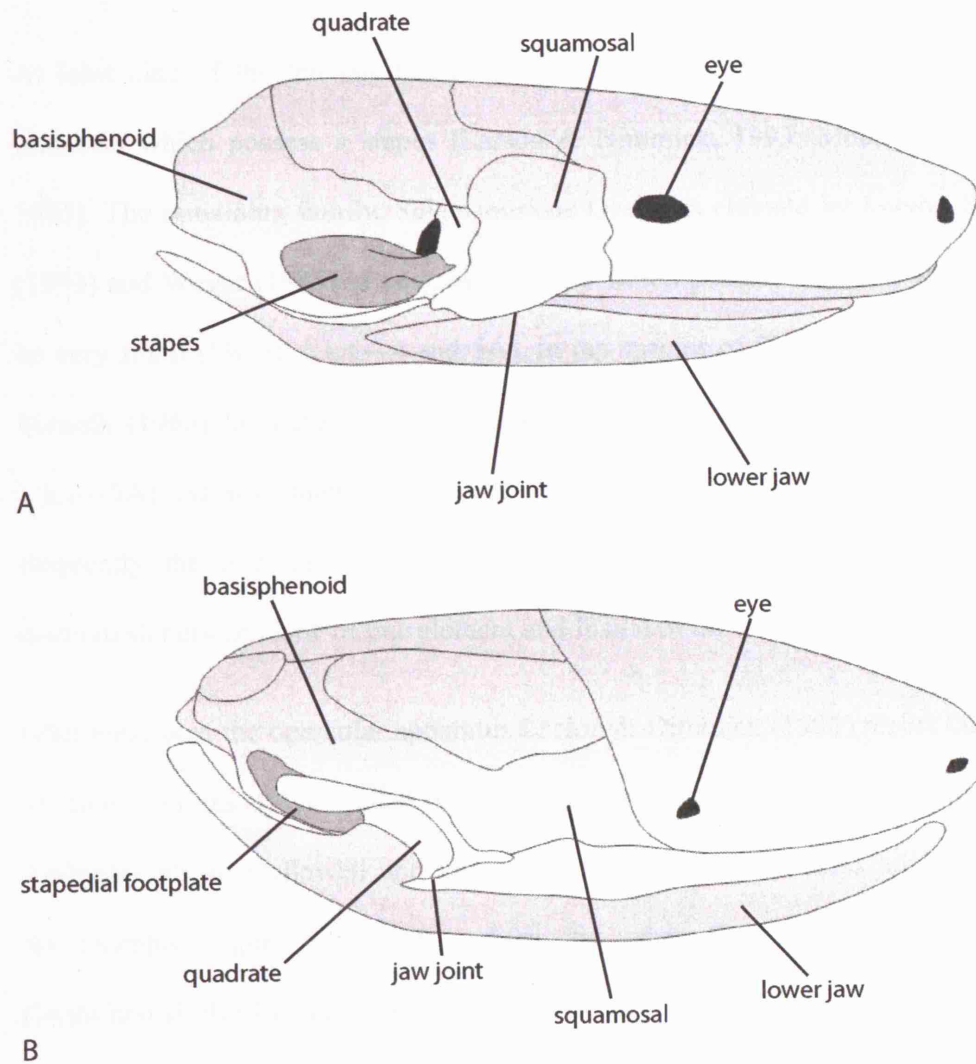 quadrate
squamosal
eye
basisphenoid
stapes
jaw joint
lower jaw
A
basisphenoid
eye
stapedial footplate
quadrate
jaw joint
squamosal
lower jaw
B